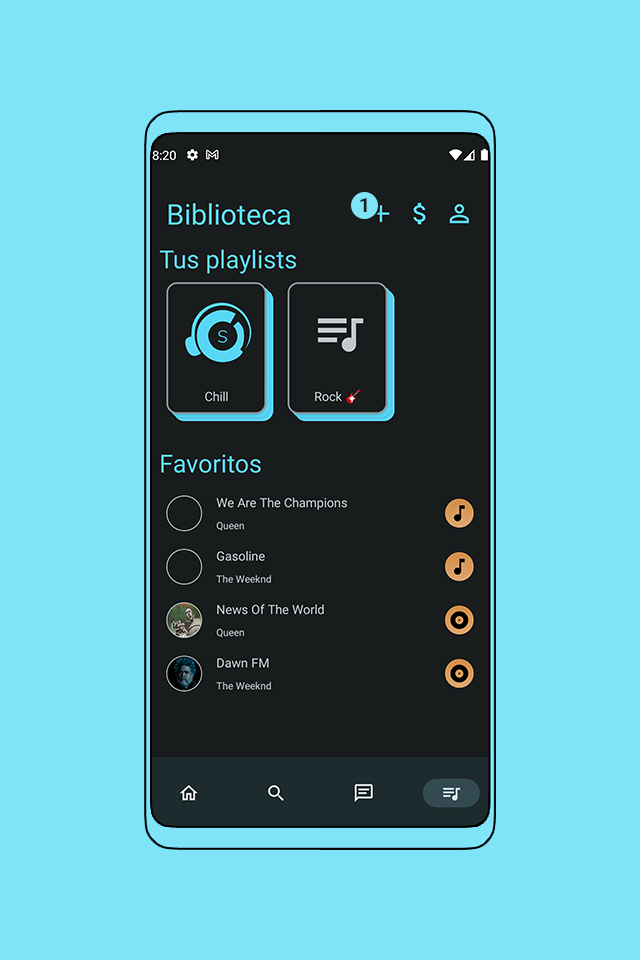 8:20
Biblioteca
1
+
$
Tus playlists
S
Chill
Rock 🎸
Favoritos
We Are The Champions
Queen
Gasoline
The Weeknd
News Of The World
Queen
Dawn FM
The Weeknd